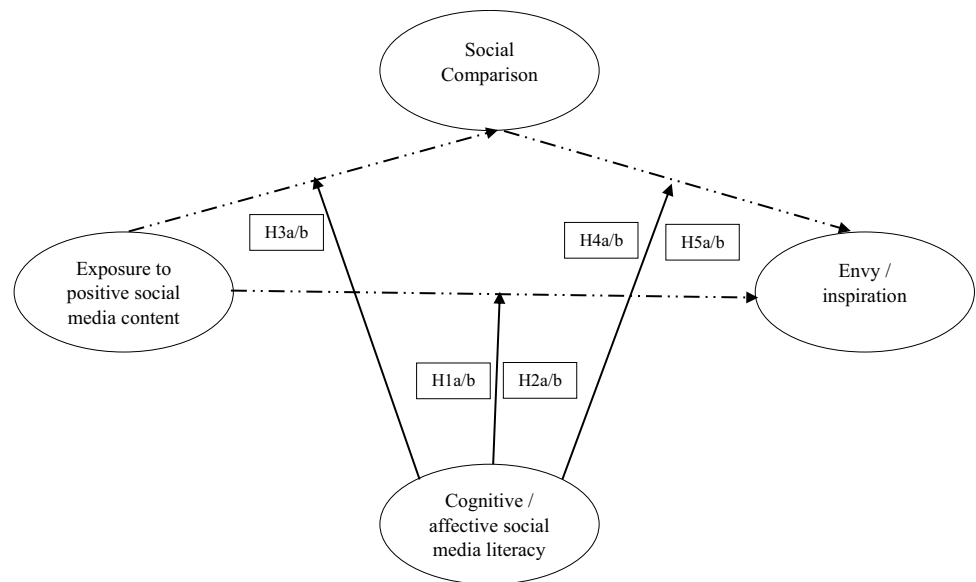 Social
Comparison
H3a/b
H4a/b
H5a/b
Exposure to
positive social
media content
Envy /
inspiration
H1a/b
H2a/b
Cognitive /
affective social
media literacy